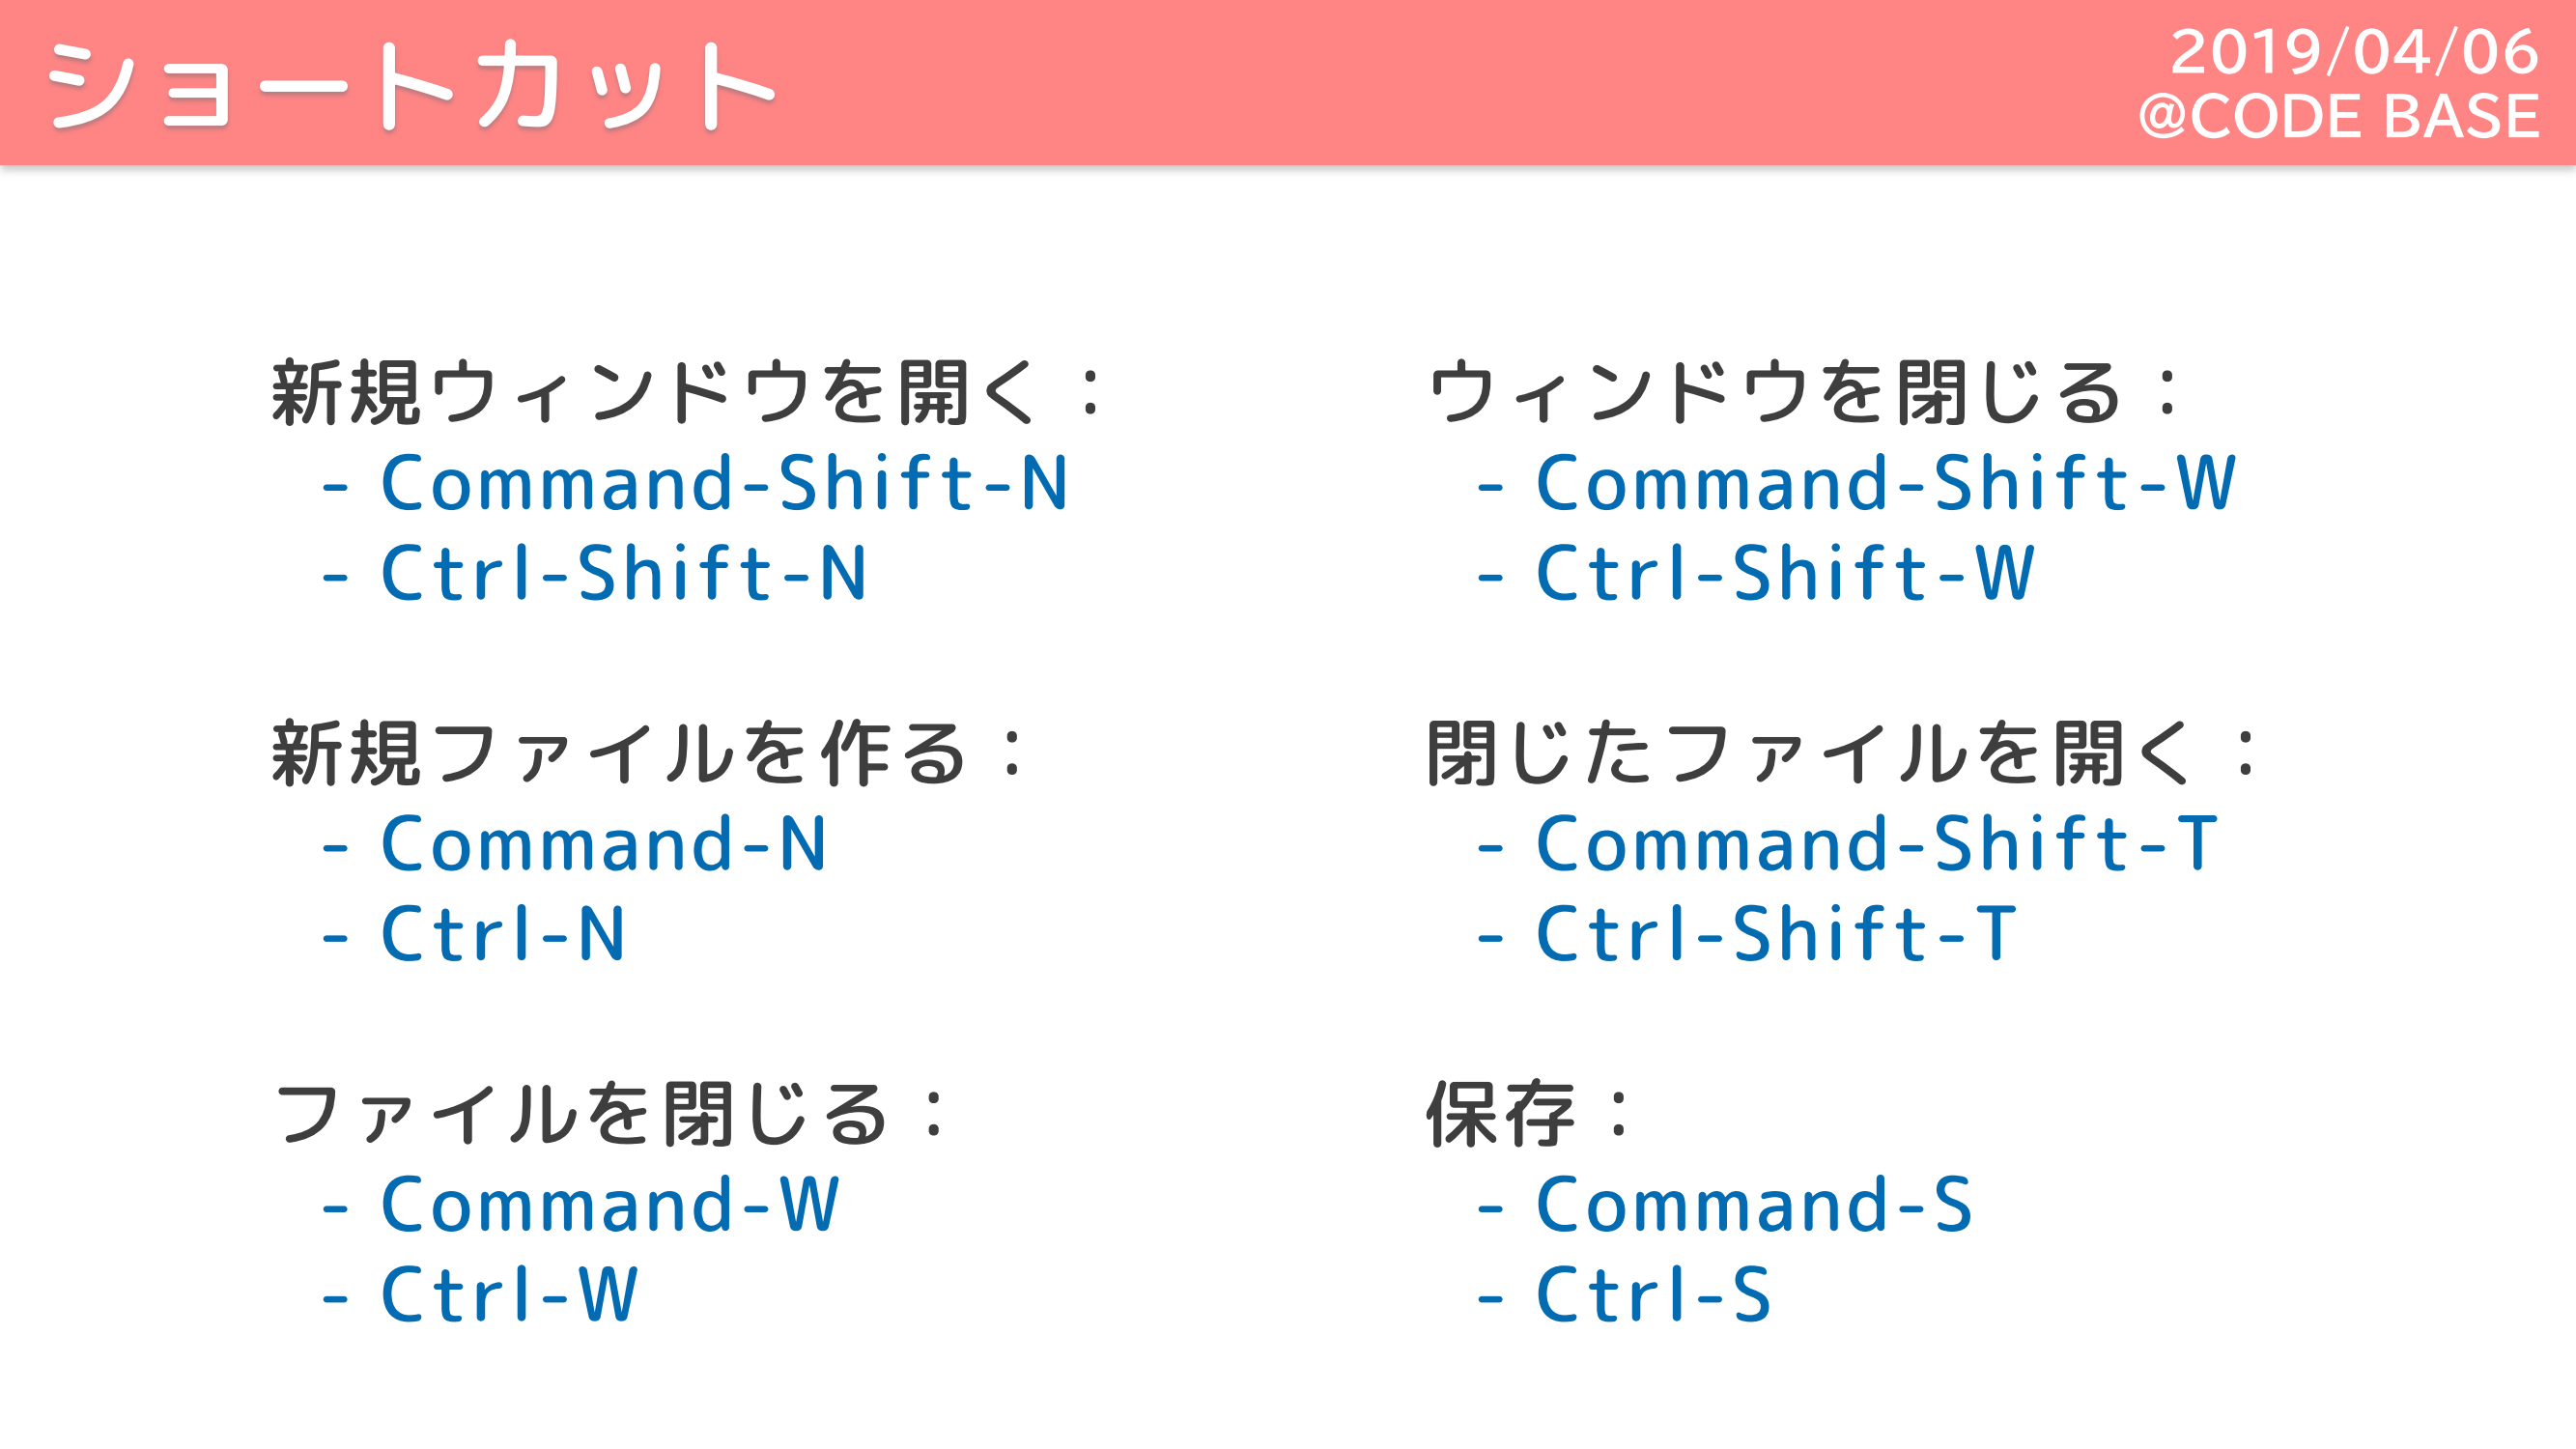 ショートカット
2019/04/06
@CODE BASE
新規ウィンドウを開く：
- Command-Shift-N
- Ctrl-Shift-N
新規ファイルを作る：
- Command-N
- Ctrl-N
ファイルを閉じる：
- Command-W
- Ctrl-W
ウィンドウを閉じる：
- Command-Shift-W
- Ctrl-Shift-W
閉じたファイルを開く：
- Command-Shift-T
- Ctrl-Shift-T
保存：
- Command-S
- Ctrl-S